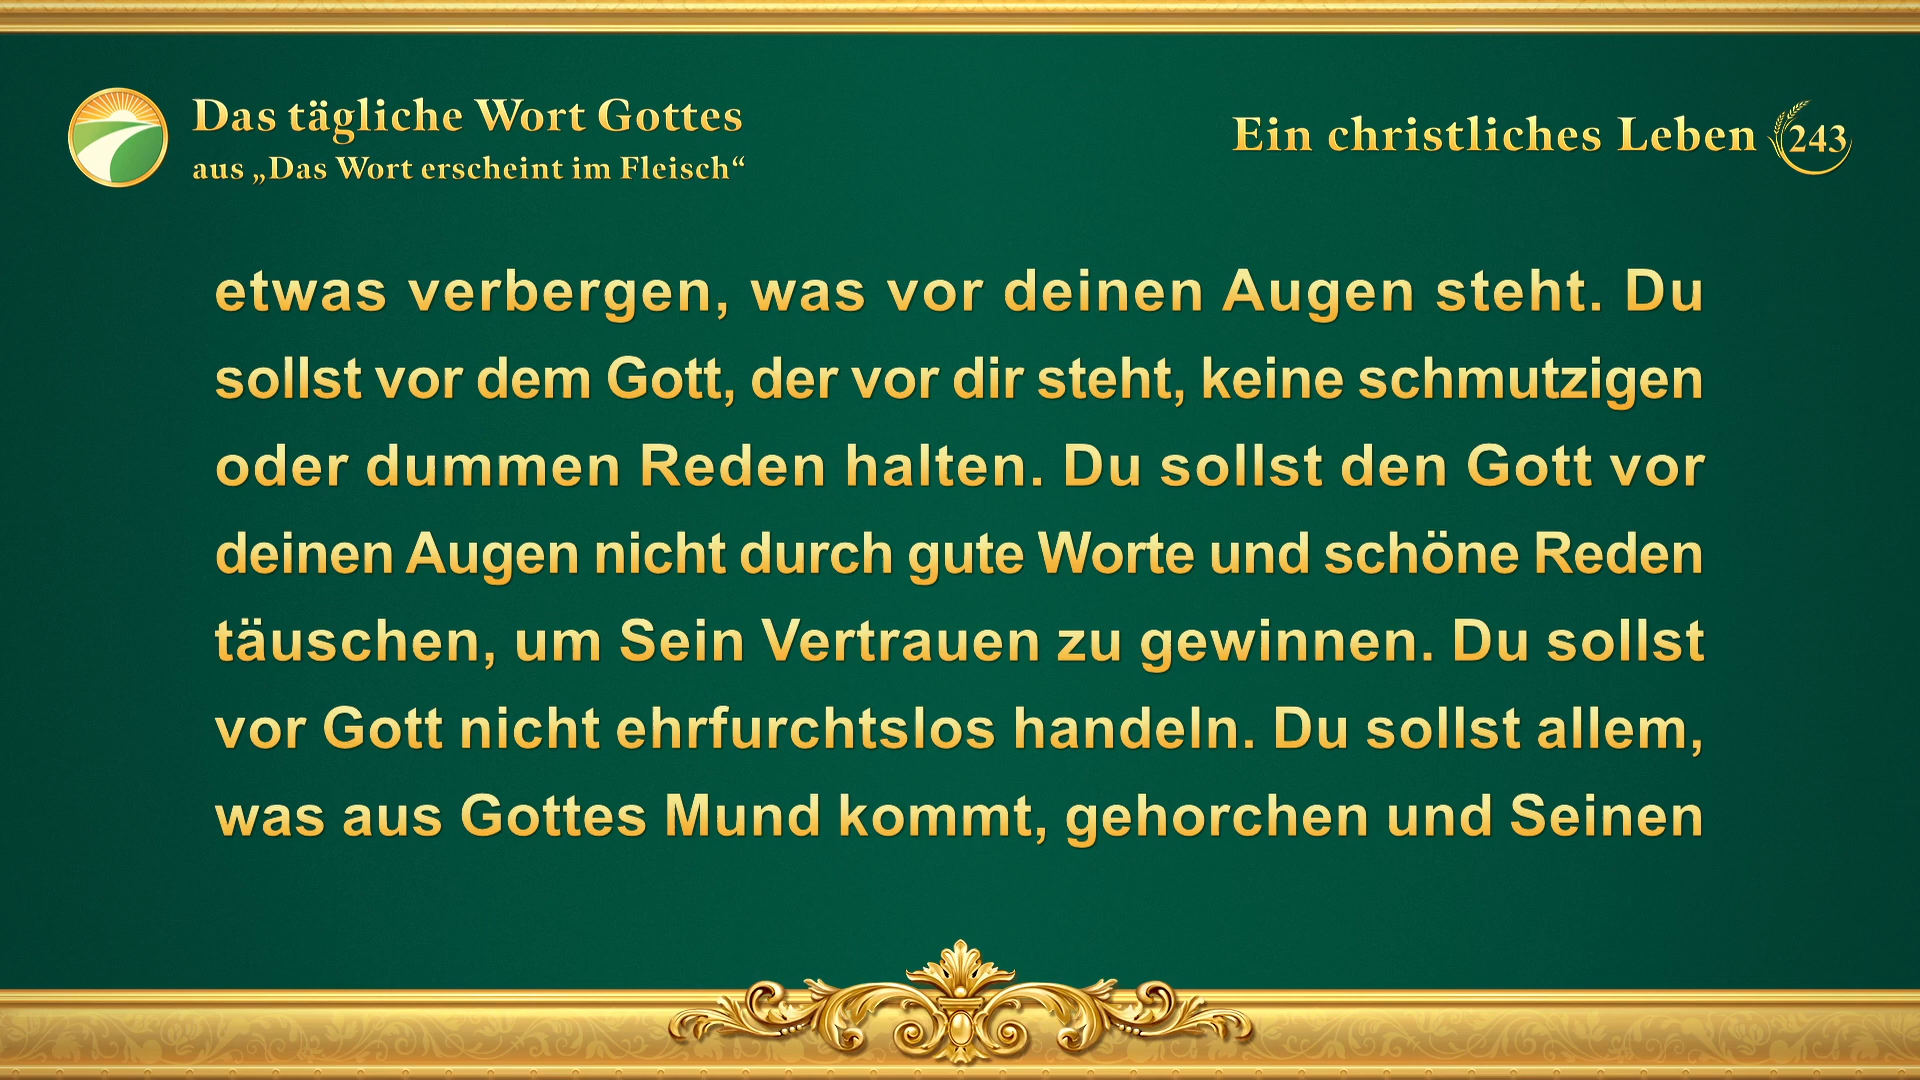 Das tägliche Wort Gottes
aus „Das Wort erscheint im Fleisch“
Ein christliches Leben 243
etwas verbergen, was vor deinen Augen steht. Du
sollst vor dem Gott, der vor dir steht, keine schmutzigen
oder dummen Reden halten. Du sollst den Gott vor
deinen Augen nicht durch gute Worte und schöne Reden
täuschen, um Sein Vertrauen zu gewinnen. Du sollst
vor Gott nicht ehrfurchtslos handeln. Du sollst allem,
was aus Gottes Mund kommt, gehorchen und Seinen